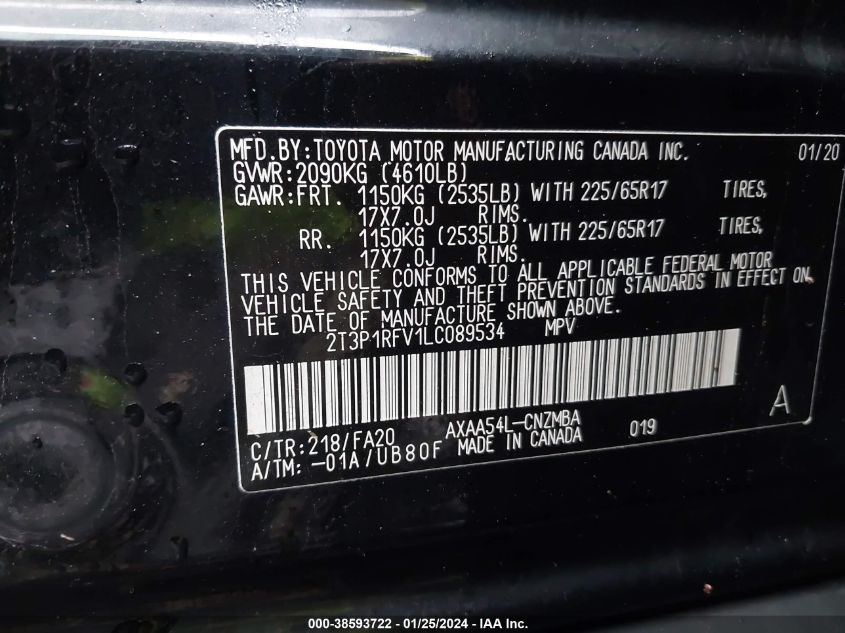 MFD.BY:TOYOTA MOTOR MANUFACTURING CANADA INC. 01/20
GVWR:2090KG (4610LB)
GAWR:FRT. 1150KG (2535LB) WITH 225/65R17 TIRES,
17X7.0J RIMS.
RR. 1150KG (2535LB) WITH 225/65R17 TIRES,
17X7.0J RIMS.
THIS VEHICLE CONFORMS TO ALL APPLICABLE FEDERAL MOTOR
VEHICLE SAFETY AND THEFT PREVENTION STANDARDS IN EFFECT ON
THE DATE OF MANUFACTURE SHOWN ABOVE.
2T3P1RFV1LC089534 MPV
A
C/TR:218/FA20 AXAA54L-CNZMBA 019
A/TM: -01A/UB80F MADE IN CANADA
000-38593722 - 01/25/2024 - IAA Inc.